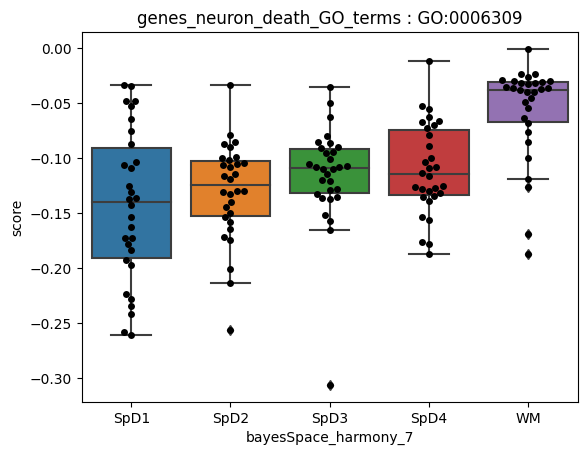 genes_neuron_death_GO_terms : GO:0006309
0.00
−0.05
−0.10
−0.15
−0.20
−0.25
−0.30
score
SpD1 SpD2 SpD3 SpD4 WM
bayesSpace_harmony_7